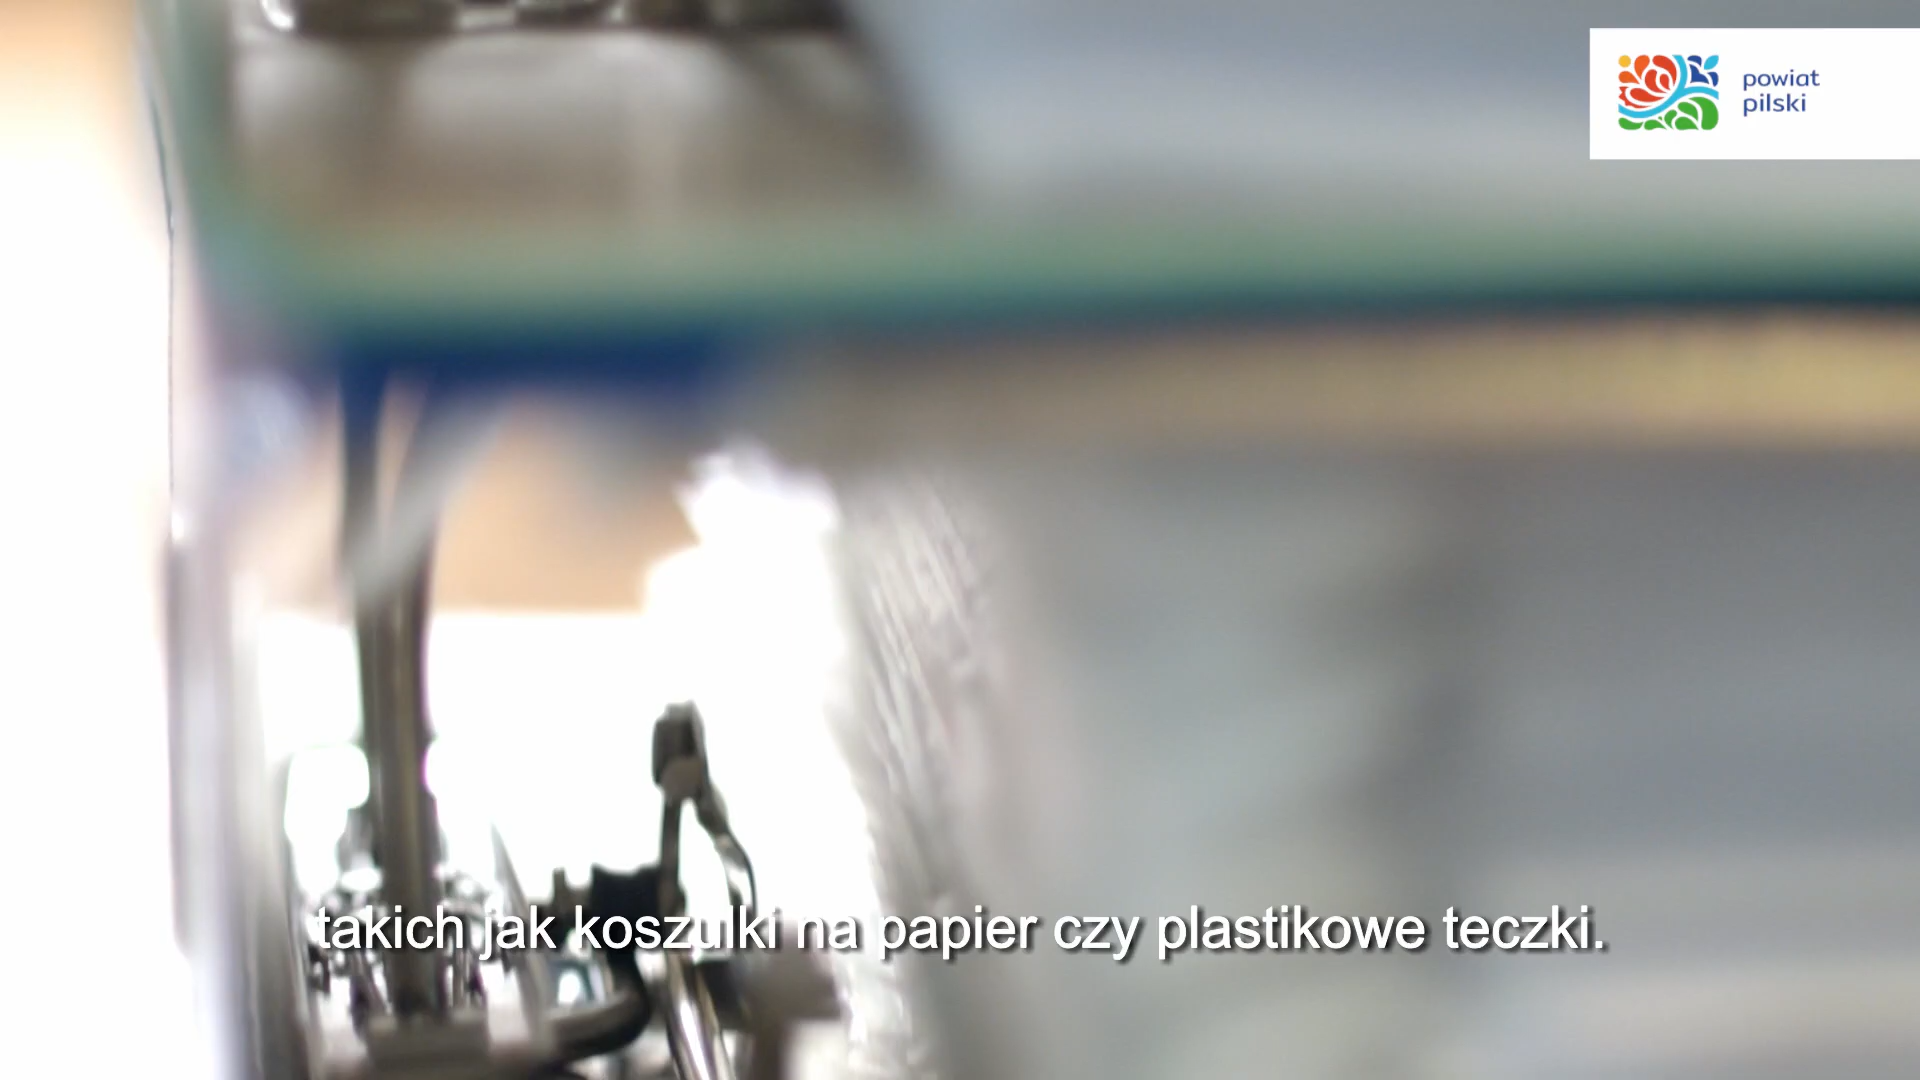 powiat
pilski
takich jak koszulki na papier czy plastikowe teczki.